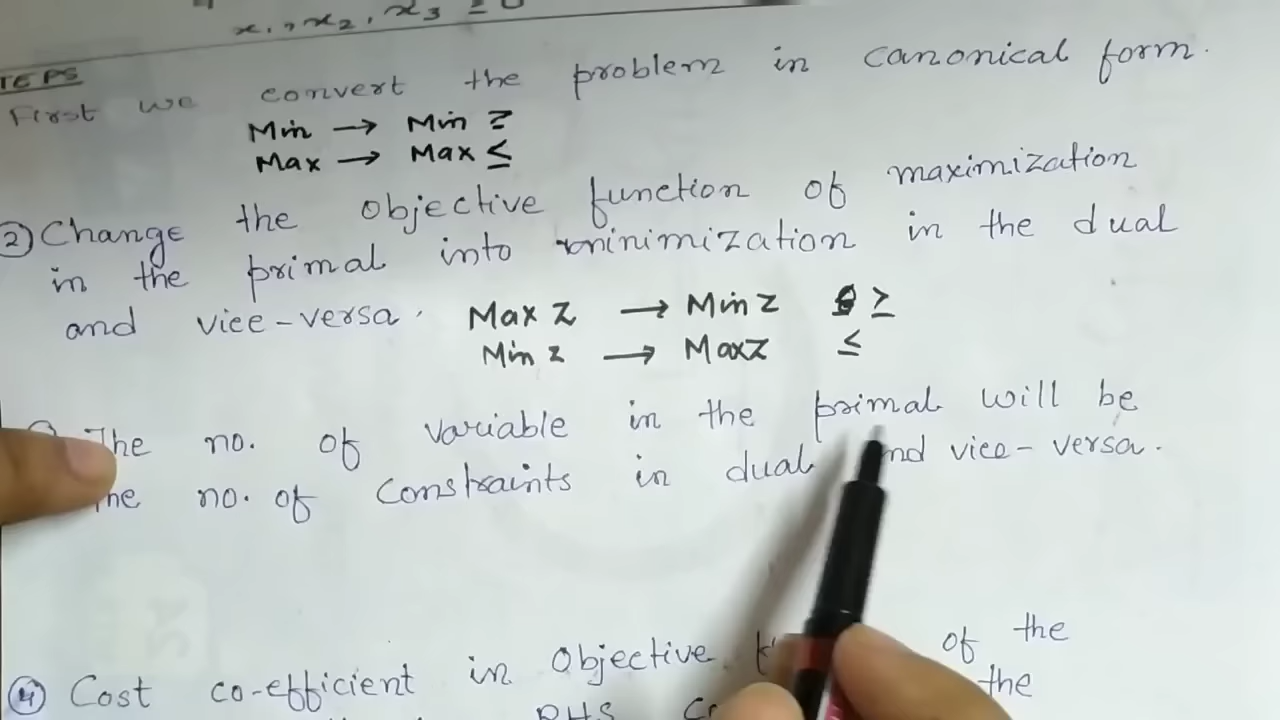 x₁, x₂, x₃ ≥ 0
TEPS
First we convert the problem in canonical form.
Min → Min ≥
Max → Max ≤
② Change the objective function of maximization
in the primal into minimization in the dual
and vice-versa.
Max Z → Min Z ≥
Min Z → Max Z ≤
The no. of variable in the primal will be
the no. of constraints in dual and vice-versa.
④ Cost co-efficient in objective of the
RHS the